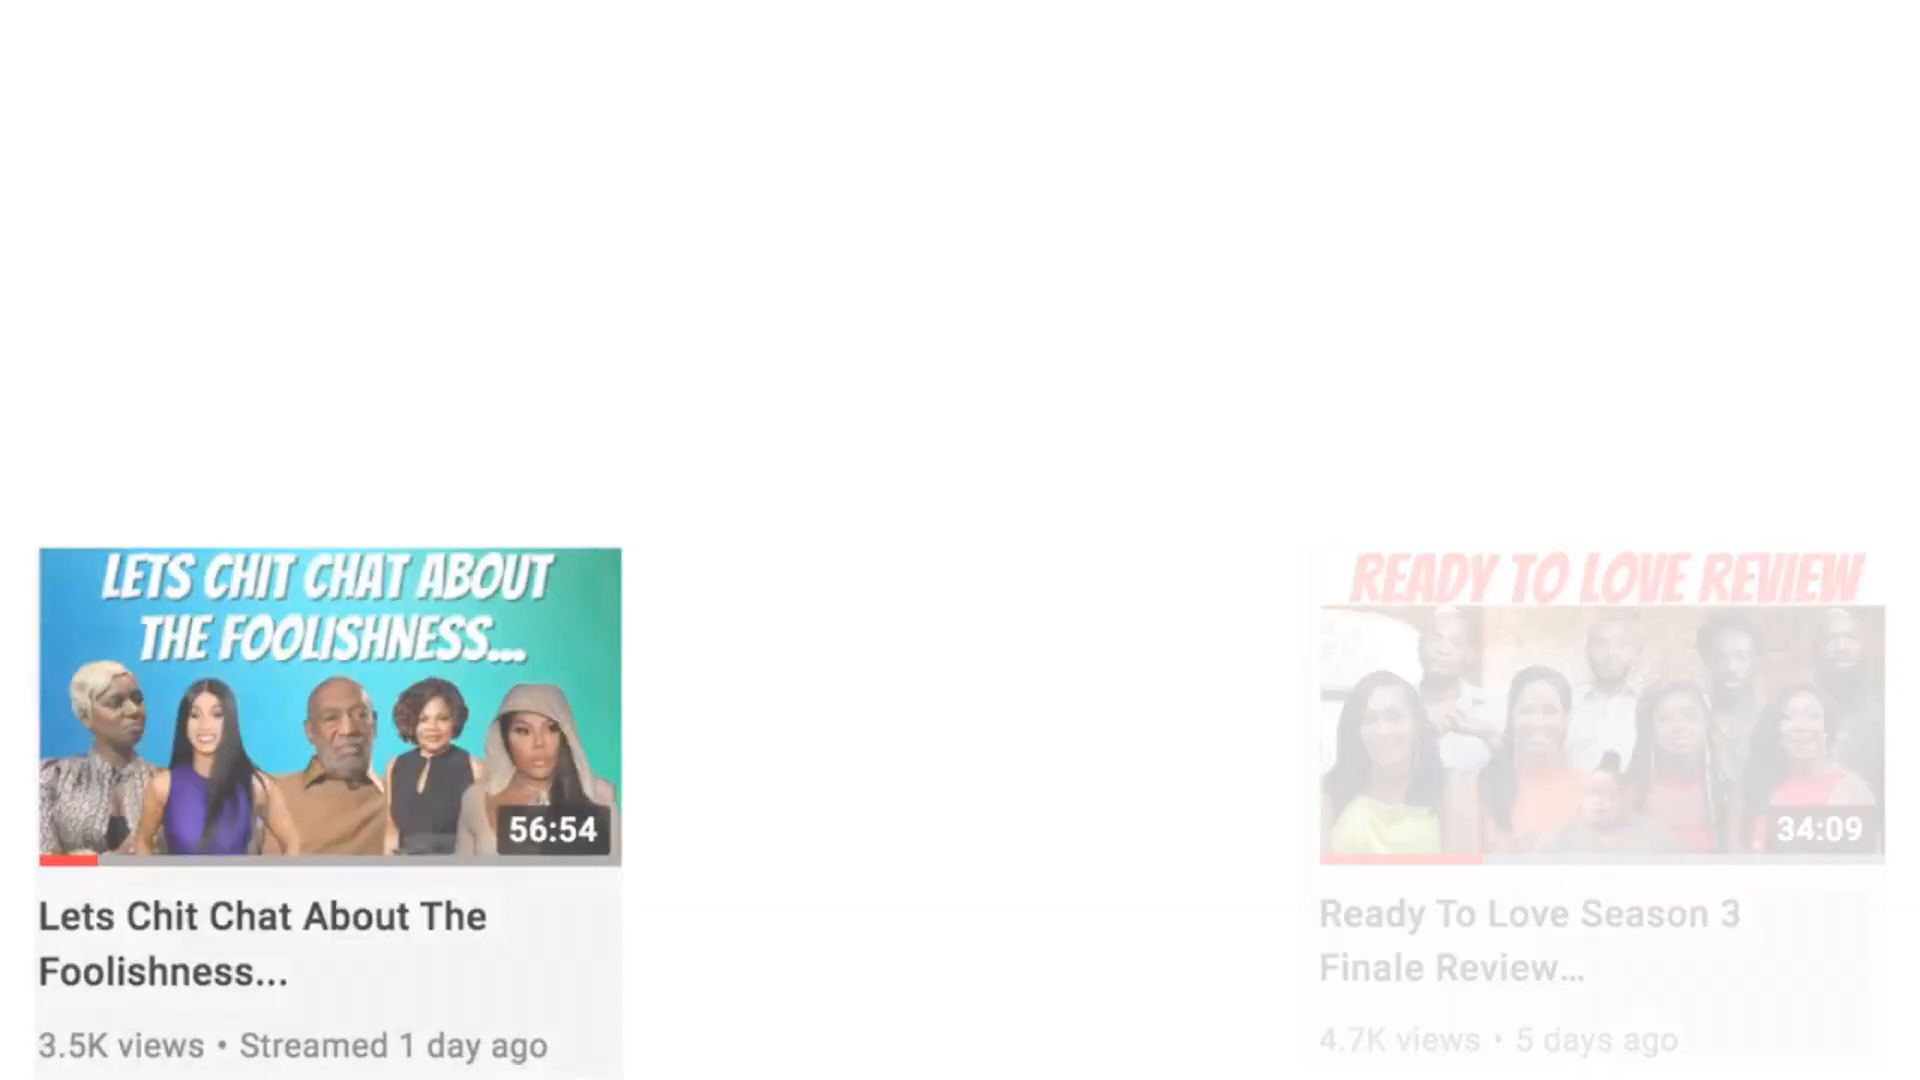 LETS CHIT CHAT ABOUT
THE FOOLISHNESS...
56:54
Lets Chit Chat About The
Foolishness...
3.5K views • Streamed 1 day ago
READY TO LOVE REVIEW
34:09
Ready To Love Season 3
Finale Review...
4.7K views • 5 days ago